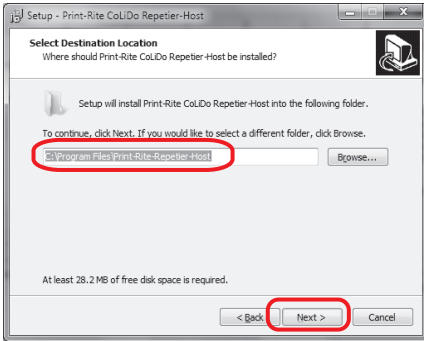 Setup - Print-Rite CoLiDo Repetier-Host
Select Destination Location
Where should Print-Rite CoLiDo Repetier-Host be installed?
Setup will install Print-Rite CoLiDo Repetier-Host into the following folder.
To continue, click Next. If you would like to select a different folder, click Browse.
C:\Program Files\Print-Rite-Repetier-Host
Browse...
At least 28.2 MB of free disk space is required.
< Back
Next >
Cancel